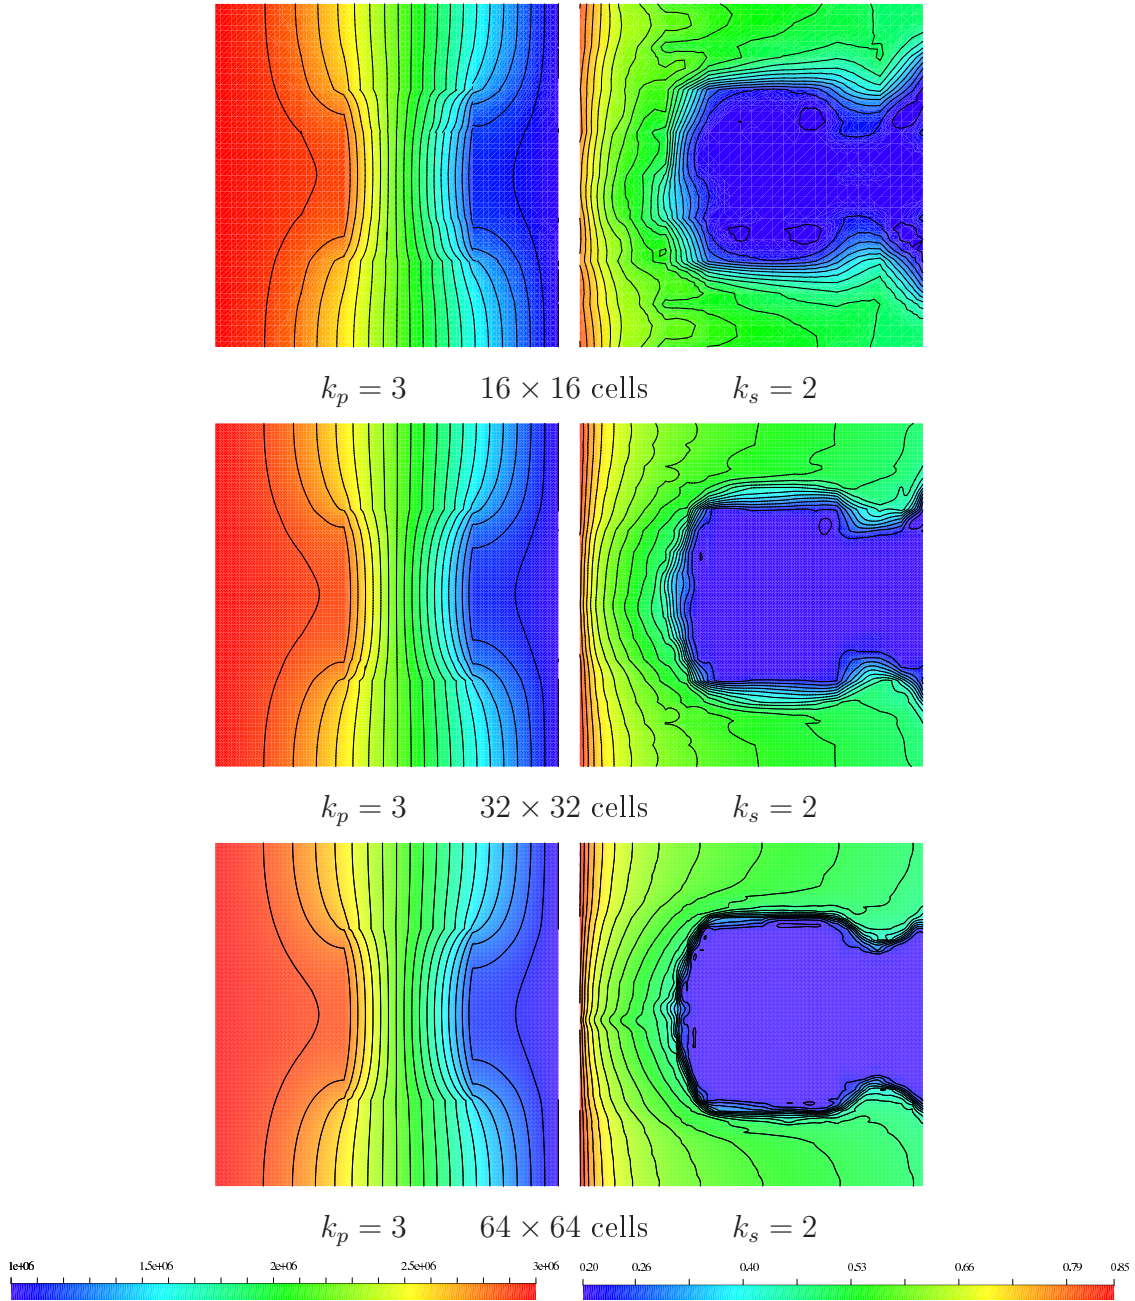 k_p = 3 16 × 16 cells k_s = 2
k_p = 3 32 × 32 cells k_s = 2
k_p = 3 64 × 64 cells k_s = 2
1e+06 1.5e+06 2e+06 2.5e+06 3e+06 0.20 0.26 0.40 0.53 0.66 0.79 0.85